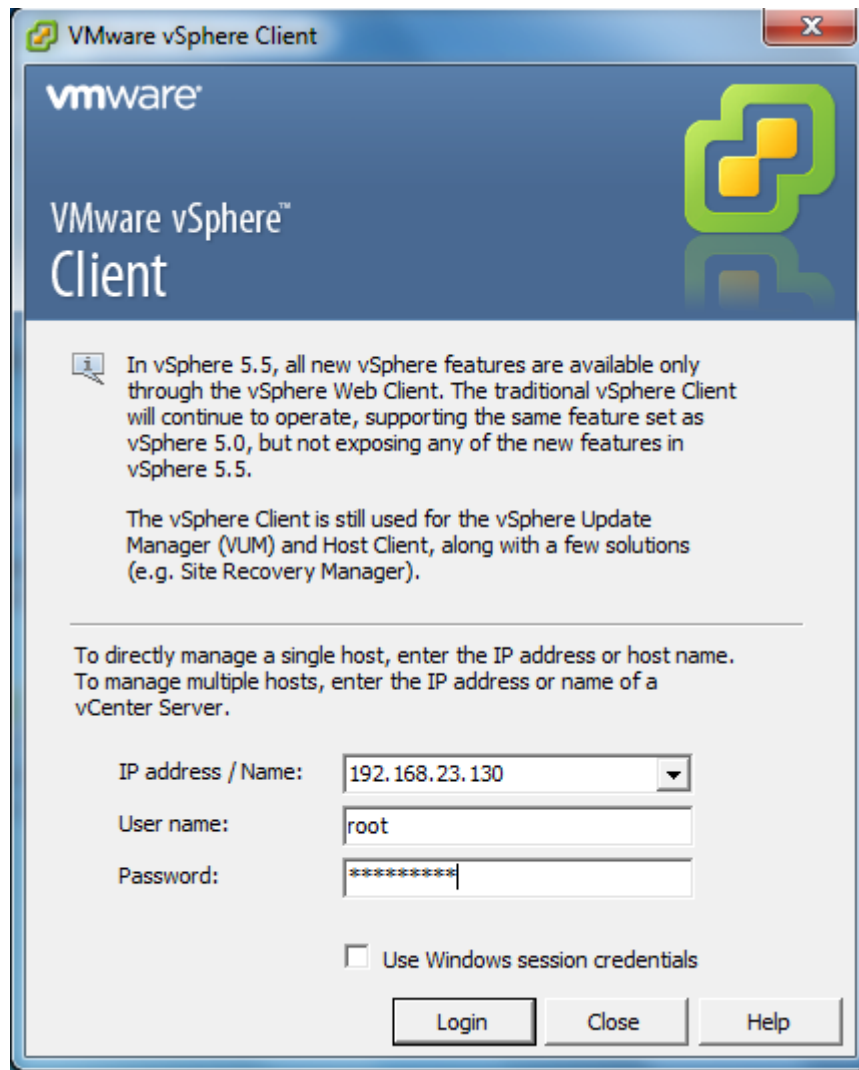 VMware vSphere Client
vmware®
VMware vSphere™
Client
In vSphere 5.5, all new vSphere features are available only
through the vSphere Web Client. The traditional vSphere Client
will continue to operate, supporting the same feature set as
vSphere 5.0, but not exposing any of the new features in
vSphere 5.5.
The vSphere Client is still used for the vSphere Update
Manager (VUM) and Host Client, along with a few solutions
(e.g. Site Recovery Manager).
To directly manage a single host, enter the IP address or host name.
To manage multiple hosts, enter the IP address or name of a
vCenter Server.
IP address / Name: 192.168.23.130
User name: root
Password: *********
Use Windows session credentials
Login Close Help